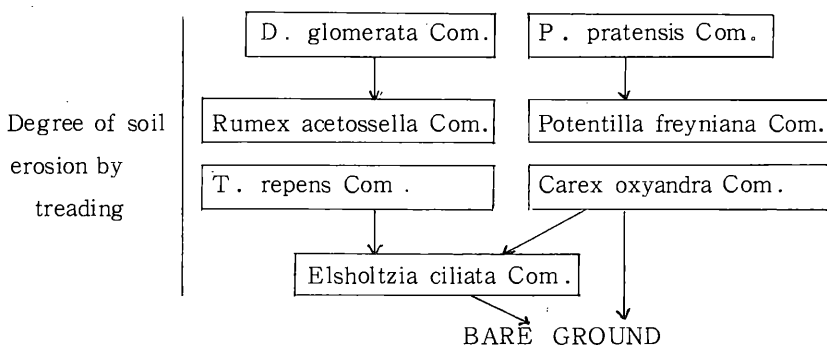 D. glomerata Com.
P. pratensis Com.
Degree of soil
erosion by
treading
Rumex acetossella Com.
Potentilla freyniana Com.
T. repens Com.
Carex oxyandra Com.
Elsholtzia ciliata Com.
BARE GROUND